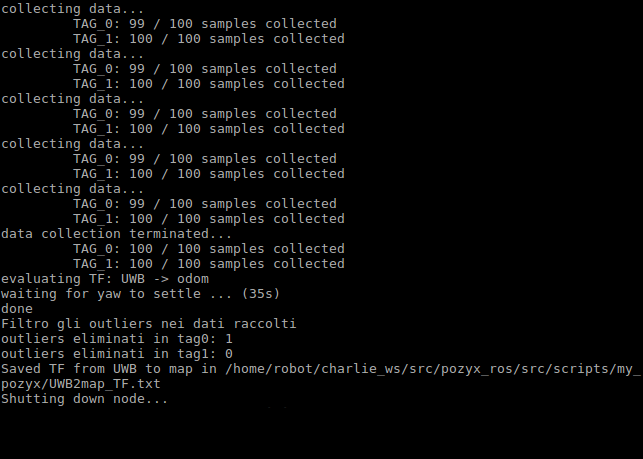 collecting data...
TAG_0: 99 / 100 samples collected
TAG_1: 100 / 100 samples collected
collecting data...
TAG_0: 99 / 100 samples collected
TAG_1: 100 / 100 samples collected
collecting data...
TAG_0: 99 / 100 samples collected
TAG_1: 100 / 100 samples collected
collecting data...
TAG_0: 99 / 100 samples collected
TAG_1: 100 / 100 samples collected
collecting data...
TAG_0: 99 / 100 samples collected
TAG_1: 100 / 100 samples collected
data collection terminated...
TAG_0: 100 / 100 samples collected
TAG_1: 100 / 100 samples collected
evaluating TF: UWB -> odom
waiting for yaw to settle ... (35s)
done
Filtro gli outliers nei dati raccolti
outliers eliminati in tag0: 1
outliers eliminati in tag1: 0
Saved TF from UWB to map in /home/robot/charlie_ws/src/pozyx_ros/src/scripts/my_
pozyx/UWB2map_TF.txt
Shutting down node...